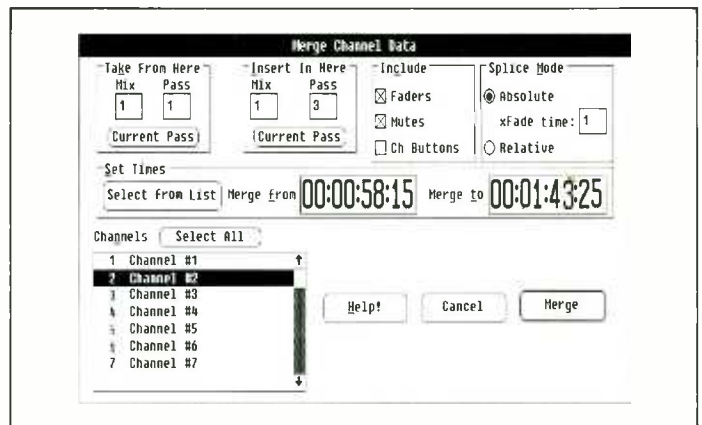 Merge Channel Data
Take From Here
Mix Pass
1 1
Current Pass
Insert In Here
Mix Pass
1 3
Current Pass
Include
Faders
Mutes
Ch Buttons
Splice Mode
Absolute
xFade time: 1
Relative
Set Times
Select from List Merge from 00:00:58:15 Merge to 00:01:43:25
Channels Select All
1 Channel #1
2 Channel #2
3 Channel #3
4 Channel #4
5 Channel #5
6 Channel #6
7 Channel #7
Help! Cancel Merge